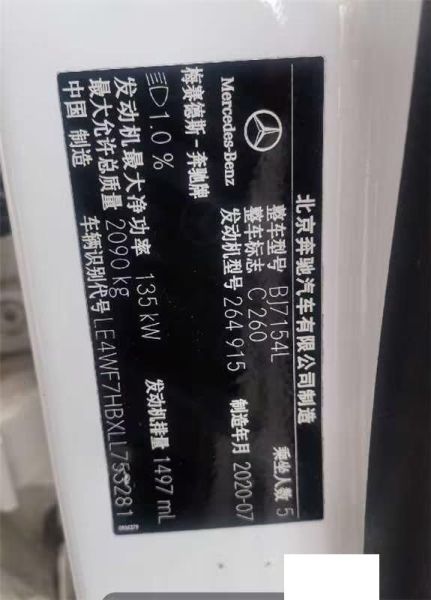 北京奔驰汽车有限公司制造
整车型号 BJ7154L 乘坐人数 5
整车标志 C 260
发动机型号 264 915 制造年月 2020-07
Mercedes-Benz
梅赛德斯-奔驰牌
1.0 %
发动机最大净功率 135 kW 发动机排量 1497 mL
最大允许总质量 2090 kg
中国 制造 车辆识别代号